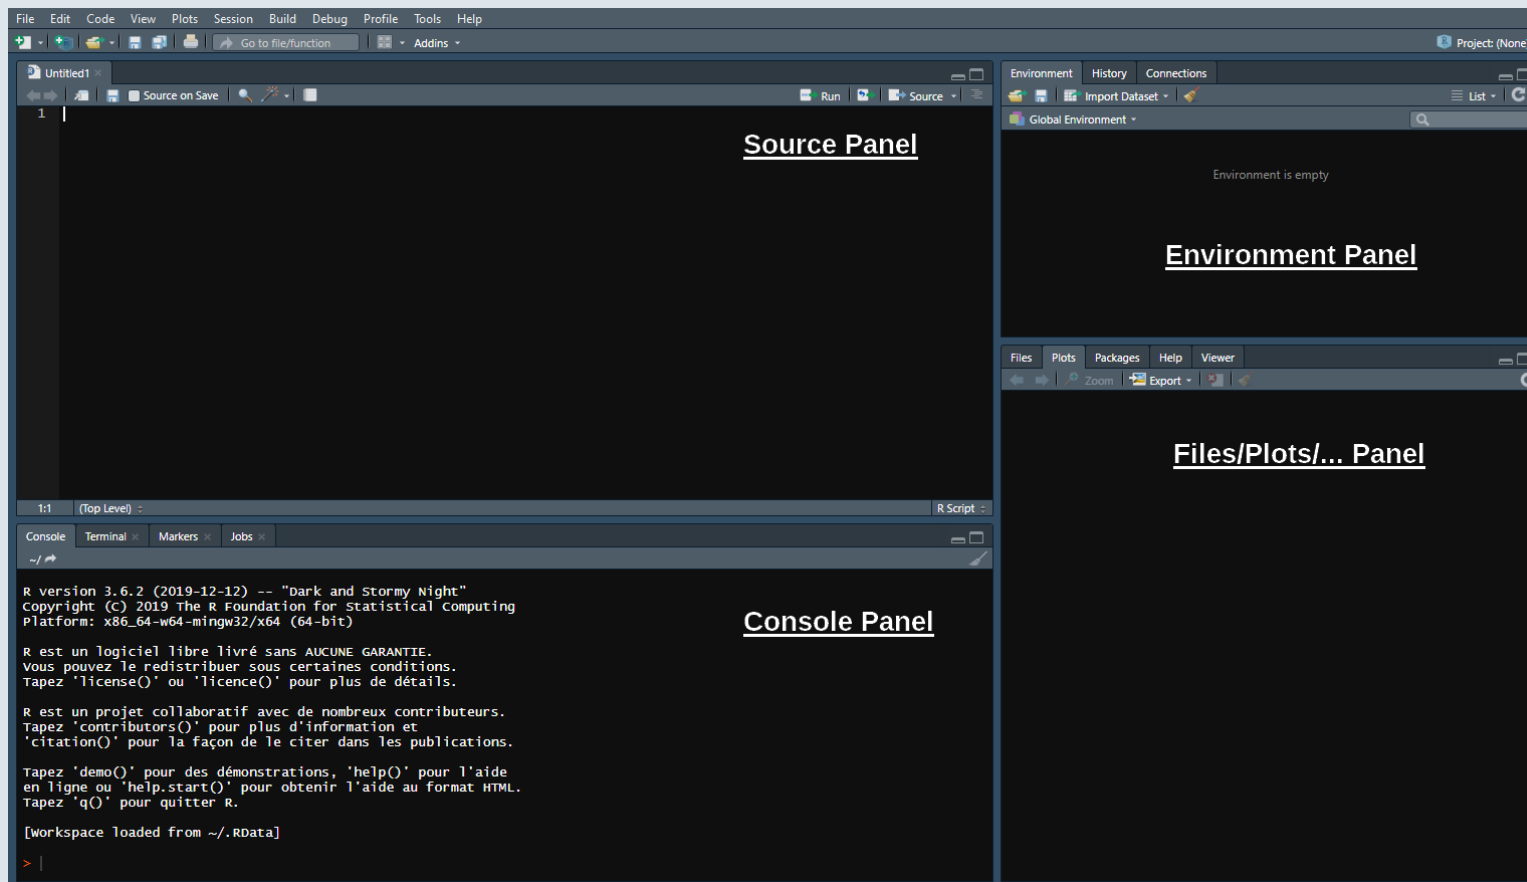 File Edit Code View Plots Session Build Debug Profile Tools Help
Go to file/function Addins Project: (None)
Untitled1
Source on Save Run Source
1
Source Panel
1:1 (Top Level) R Script
Console Terminal Markers Jobs
~/
R version 3.6.2 (2019-12-12) -- "Dark and Stormy Night"
Copyright (C) 2019 The R Foundation for Statistical Computing
Platform: x86_64-w64-mingw32/x64 (64-bit)
Console Panel
R est un logiciel libre livré sans AUCUNE GARANTIE.
Vous pouvez le redistribuer sous certaines conditions.
Tapez 'license()' ou 'licence()' pour plus de détails.
R est un projet collaboratif avec de nombreux contributeurs.
Tapez 'contributors()' pour plus d'information et
'citation()' pour la façon de le citer dans les publications.
Tapez 'demo()' pour des démonstrations, 'help()' pour l'aide
en ligne ou 'help.start()' pour obtenir l'aide au format HTML.
Tapez 'q()' pour quitter R.
[Workspace loaded from ~/.RData]
>
Environment History Connections
Import Dataset List
Global Environment
Environment is empty
Environment Panel
Files Plots Packages Help Viewer
Zoom Export
Files/Plots/... Panel